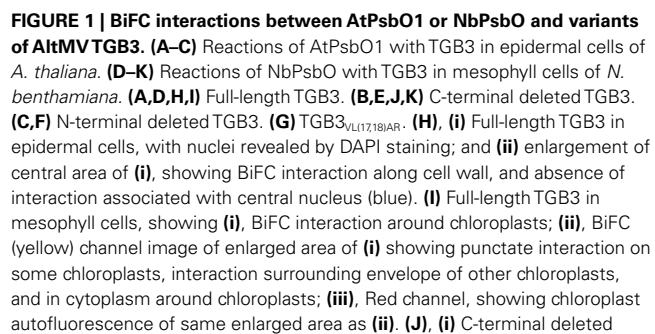 FIGURE 1 | BiFC interactions between AtPsbO1 or NbPsbO and variants
of AltMV TGB3. (A–C) Reactions of AtPsbO1 with TGB3 in epidermal cells of
A. thaliana. (D–K) Reactions of NbPsbO with TGB3 in mesophyll cells of N.
benthamiana. (A,D,H,I) Full-length TGB3. (B,E,J,K) C-terminal deleted TGB3.
(C,F) N-terminal deleted TGB3. (G) TGB3VL(17,18)AR. (H), (i) Full-length TGB3 in
epidermal cells, with nuclei revealed by DAPI staining; and (ii) enlargement of
central area of (i), showing BiFC interaction along cell wall, and absence of
interaction associated with central nucleus (blue). (I) Full-length TGB3 in
mesophyll cells, showing (i), BiFC interaction around chloroplasts; (ii), BiFC
(yellow) channel image of enlarged area of (i) showing punctate interaction on
some chloroplasts, interaction surrounding envelope of other chloroplasts,
and in cytoplasm around chloroplasts; (iii), Red channel, showing chloroplast
autofluorescence of same enlarged area as (ii). (J), (i) C-terminal deleted